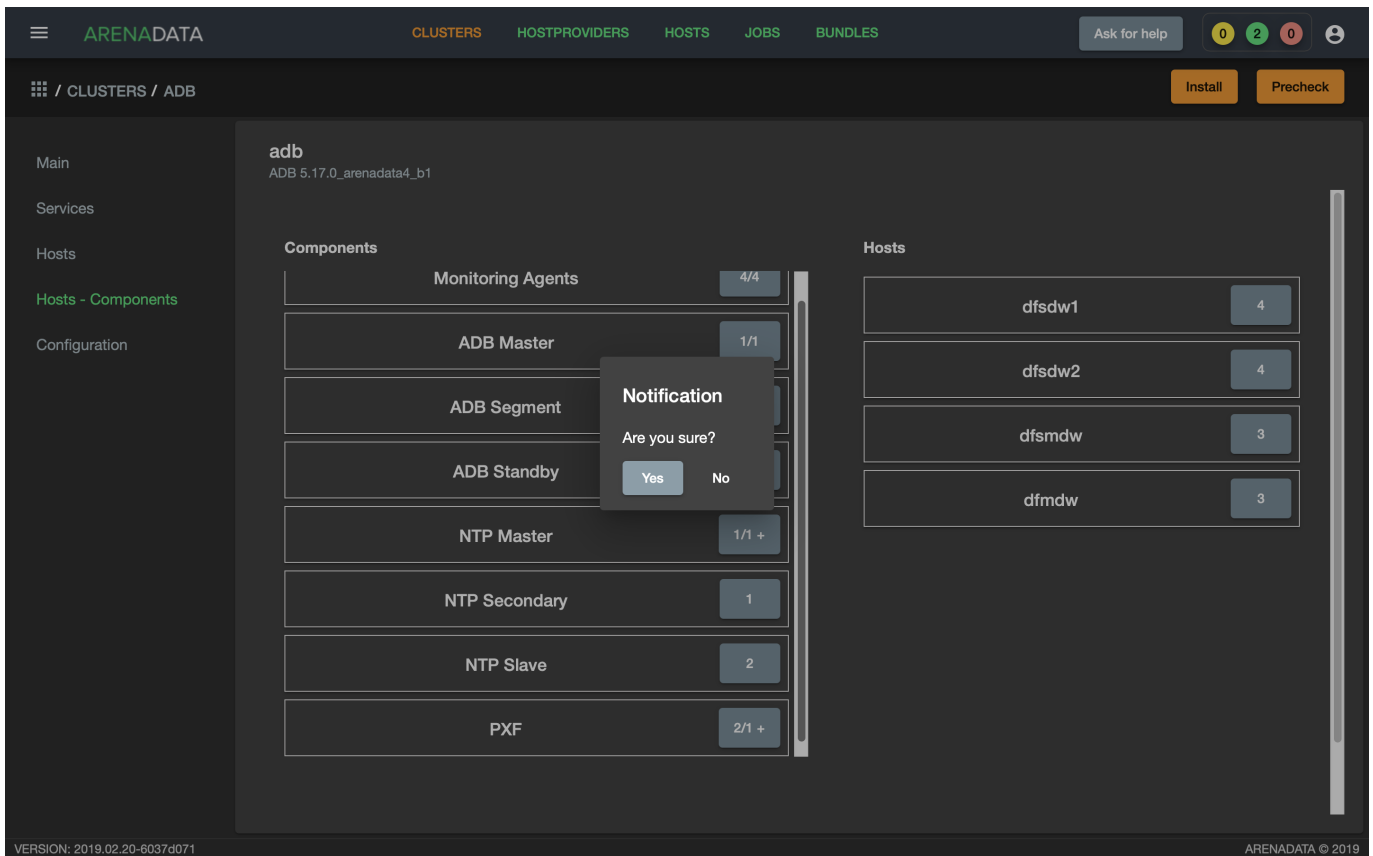 ARENADATA CLUSTERS HOSTPROVIDERS HOSTS JOBS BUNDLES Ask for help 0 2 0
/ CLUSTERS / ADB Install Precheck
Main
Services
Hosts
Hosts - Components
Configuration
adb
ADB 5.17.0_arenadata4_b1
Components
Monitoring Agents 4/4
ADB Master 1/1
ADB Segment
ADB Standby
NTP Master 1/1 +
NTP Secondary 1
NTP Slave 2
PXF 2/1 +
Notification
Are you sure?
Yes No
Hosts
dfsdw1 4
dfsdw2 4
dfsmdw 3
dfmdw 3
VERSION: 2019.02.20-6037d071 ARENADATA © 2019